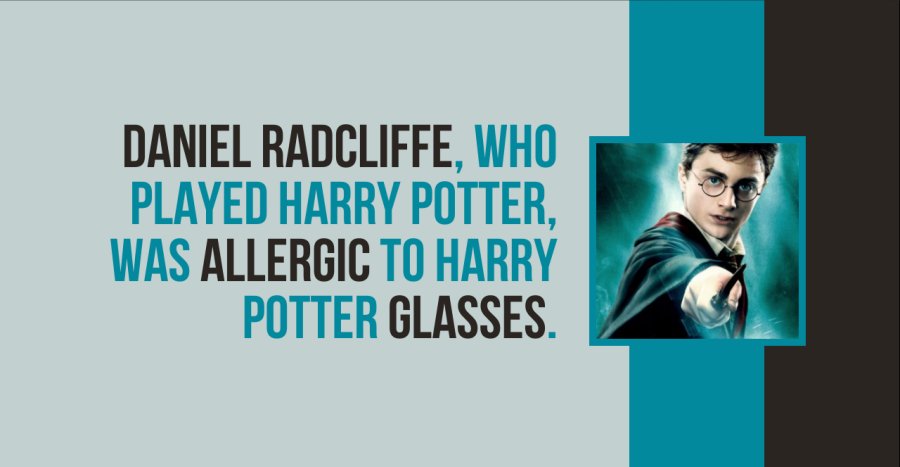 DANIEL RADCLIFFE, WHO
PLAYED HARRY POTTER,
WAS ALLERGIC TO HARRY
POTTER GLASSES.